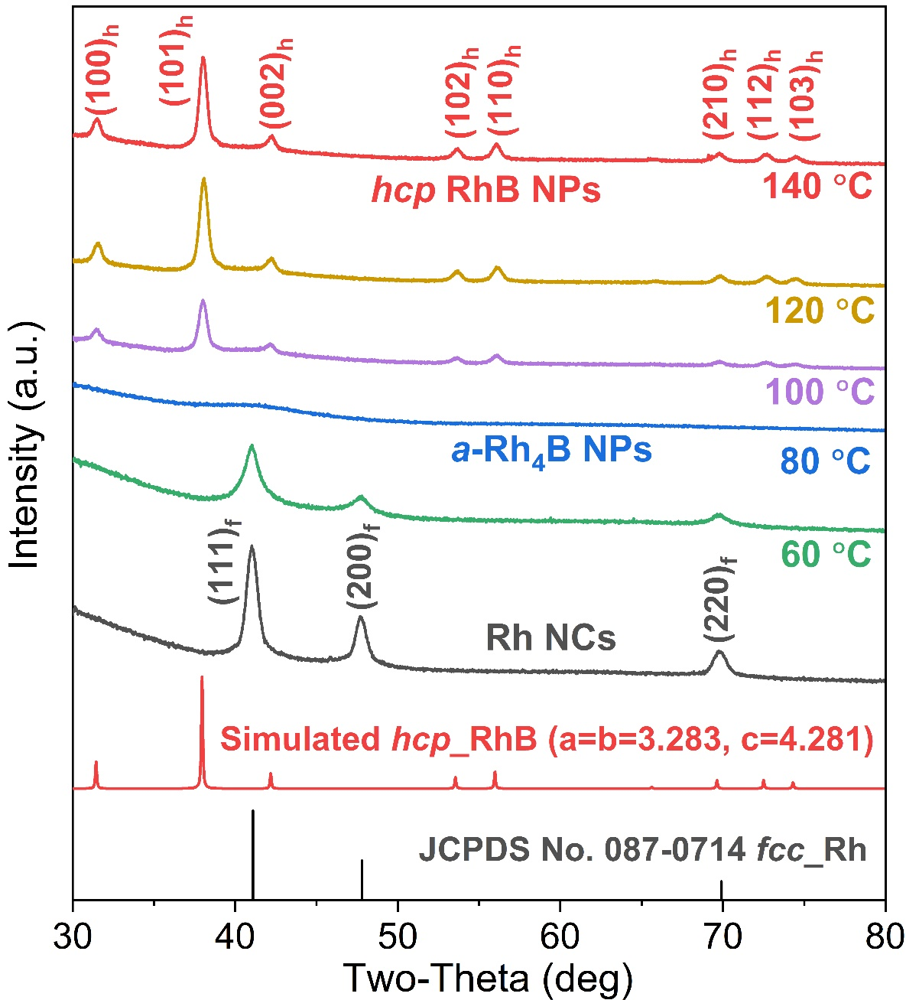 (100)h
(101)h
(002)h
(102)h
(110)h
(210)h
(112)h
(103)h
hcp RhB NPs
140 °C
120 °C
100 °C
a-Rh4B NPs
80 °C
60 °C
(111)f
(200)f
(220)f
Rh NCs
Simulated hcp_RhB (a=b=3.283, c=4.281)
JCPDS No. 087-0714 fcc_Rh
30 40 50 60 70 80
Two-Theta (deg)
Intensity (a.u.)